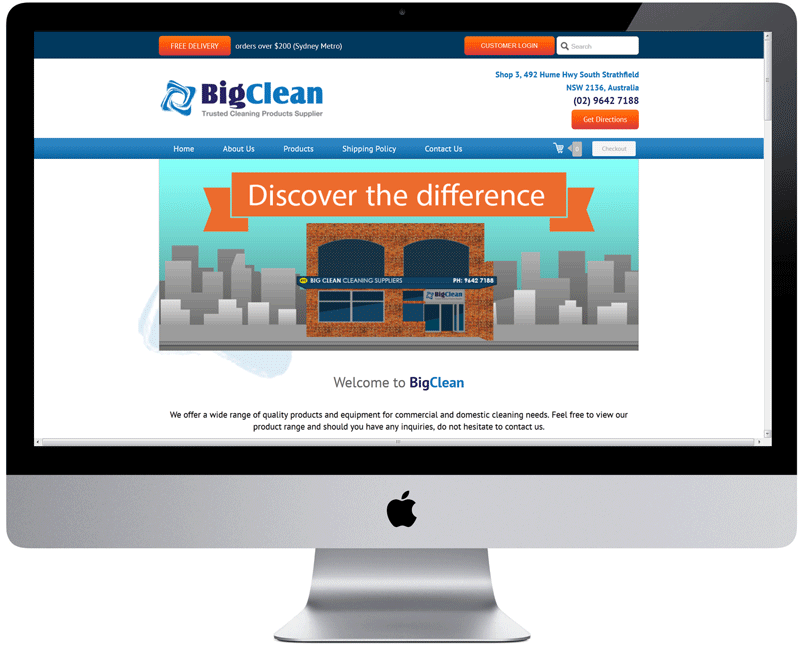 FREE DELIVERY orders over $200 (Sydney Metro) CUSTOMER LOGIN Search
Shop 3, 492 Hume Hwy South Strathfield
NSW 2136, Australia
(02) 9642 7188
Get Directions
BigClean
Trusted Cleaning Products Supplier
Home About Us Products Shipping Policy Contact Us 0 Checkout
Discover the difference
BIG CLEAN CLEANING SUPPLIERS PH: 9642 7188
BigClean
Welcome to BigClean
We offer a wide range of quality products and equipment for commercial and domestic cleaning needs. Feel free to view our
product range and should you have any inquiries, do not hesitate to contact us.